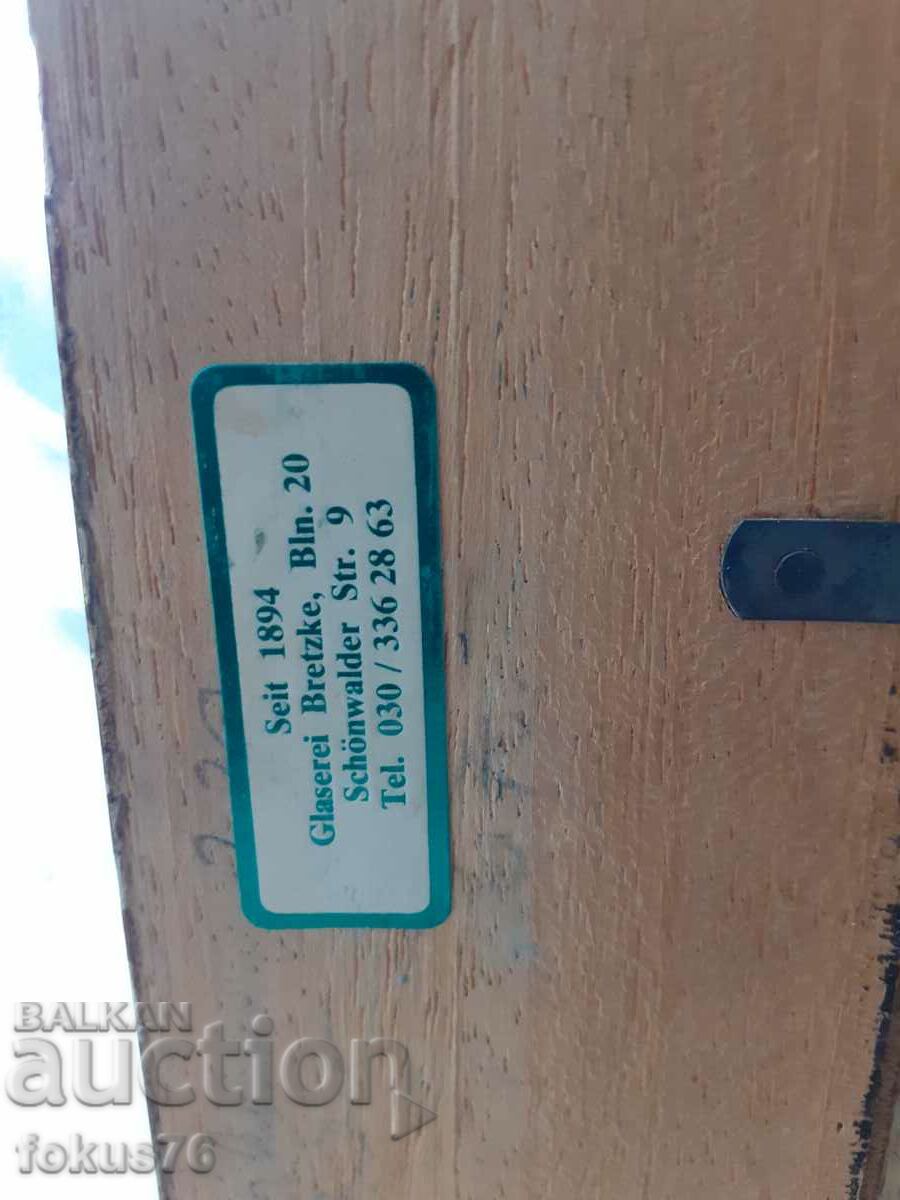 Seit 1894
Glaserei Bretzke, Bln. 20
Schönwalder Str. 9
Tel. 030 / 336 28 63
BALKAN
auction
fokus76